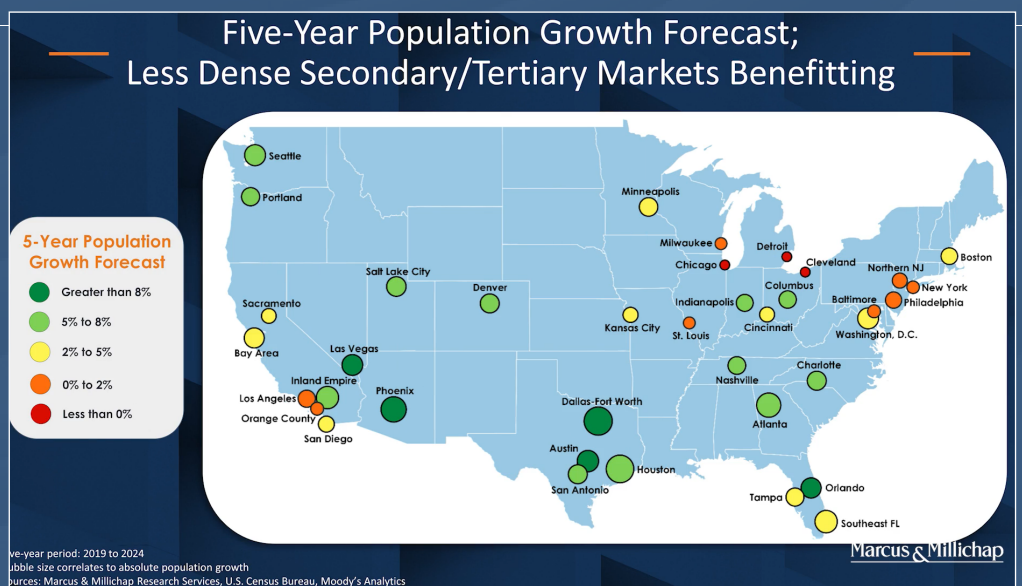 Five-Year Population Growth Forecast;
Less Dense Secondary/Tertiary Markets Benefitting
5-Year Population
Growth Forecast
Greater than 8%
5% to 8%
2% to 5%
0% to 2%
Less than 0%
Seattle
Portland
Minneapolis
Milwaukee
Detroit
Chicago
Cleveland
Boston
Northern NJ
Salt Lake City
Denver
Columbus
New York
Sacramento
Indianapolis
Baltimore
Philadelphia
Kansas City
St. Louis
Cincinnati
Washington, D.C.
Bay Area
Las Vegas
Nashville
Charlotte
Inland Empire
Phoenix
Los Angeles
Dallas-Fort Worth
Orange County
Atlanta
San Diego
Austin
Houston
San Antonio
Orlando
Tampa
Southeast FL
ve-year period: 2019 to 2024
ubble size correlates to absolute population growth
ources: Marcus & Millichap Research Services, U.S. Census Bureau, Moody's Analytics
Marcus & Millichap